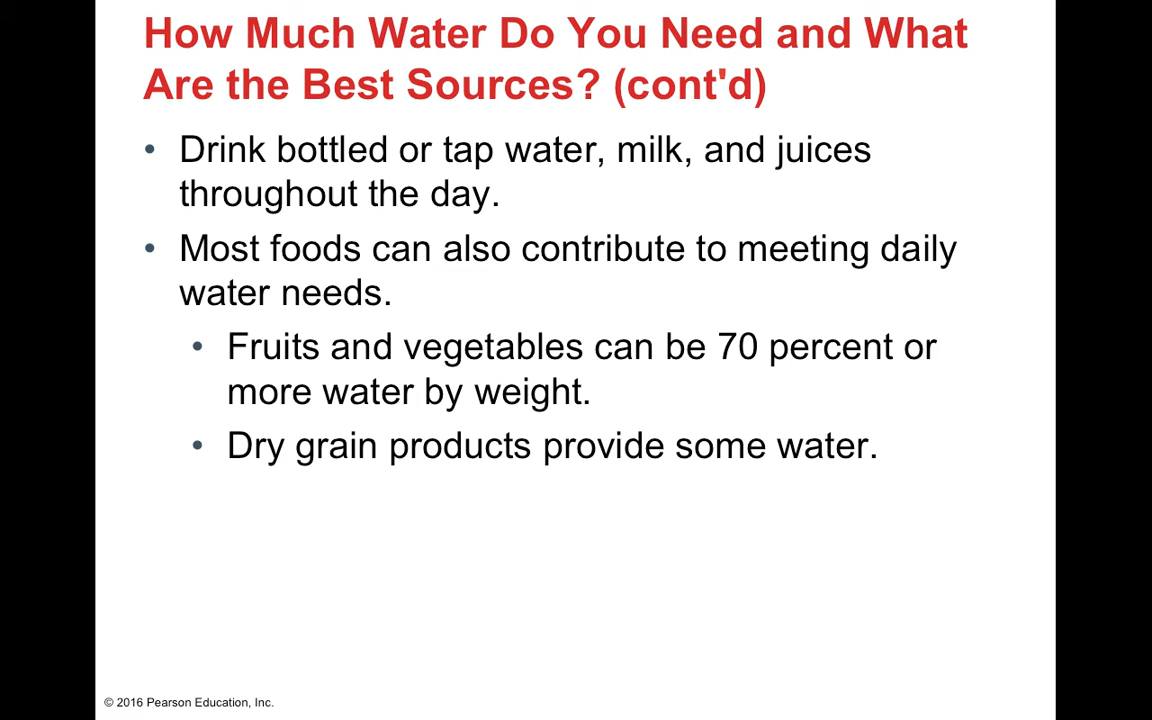 How Much Water Do You Need and What
Are the Best Sources? (cont'd)
• Drink bottled or tap water, milk, and juices
throughout the day.
• Most foods can also contribute to meeting daily
water needs.
• Fruits and vegetables can be 70 percent or
more water by weight.
• Dry grain products provide some water.
© 2016 Pearson Education, Inc.